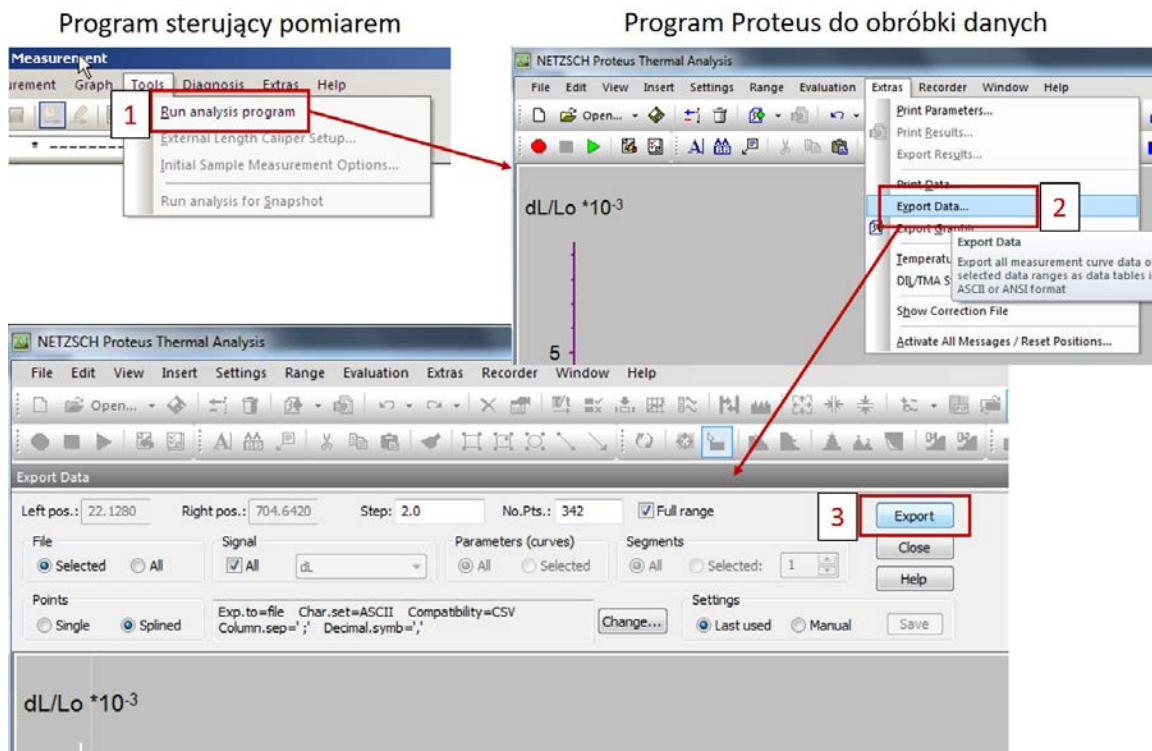 Program sterujący pomiarem
Program Proteus do obróbki danych
Measurement
urement Graph Tools Diagnosis Extras Help
1
Run analysis program
External Length Caliper Setup...
Initial Sample Measurement Options...
Run analysis for Snapshot
* ----------
NETZSCH Proteus Thermal Analysis
File Edit View Insert Settings Range Evaluation Extras Recorder Window Help
Open...
Print Parameters...
Print Results...
Export Results...
Print Data...
Export Data...
2
Export Graphic
Export Data
Export all measurement curve data o
selected data ranges as data tables i
ASCII or ANSI format
Temperatu
DIL/TMA S
Show Correction File
Activate All Messages / Reset Positions...
dL/Lo *10-3
5
NETZSCH Proteus Thermal Analysis
File Edit View Insert Settings Range Evaluation Extras Recorder Window Help
Open...
Export Data
Left pos.: 22.1280 Right pos.: 704.6420 Step: 2.0 No.Pts.: 342 Full range
3
Export
File Signal Parameters (curves) Segments
Selected All All dL All Selected All Selected: 1
Close
Help
Points
Single Splined
Exp.to=file Char.set=ASCII Compatibility=CSV
Column.sep=';' Decimal.symb=','
Change...
Settings
Last used Manual
Save
dL/Lo *10-3